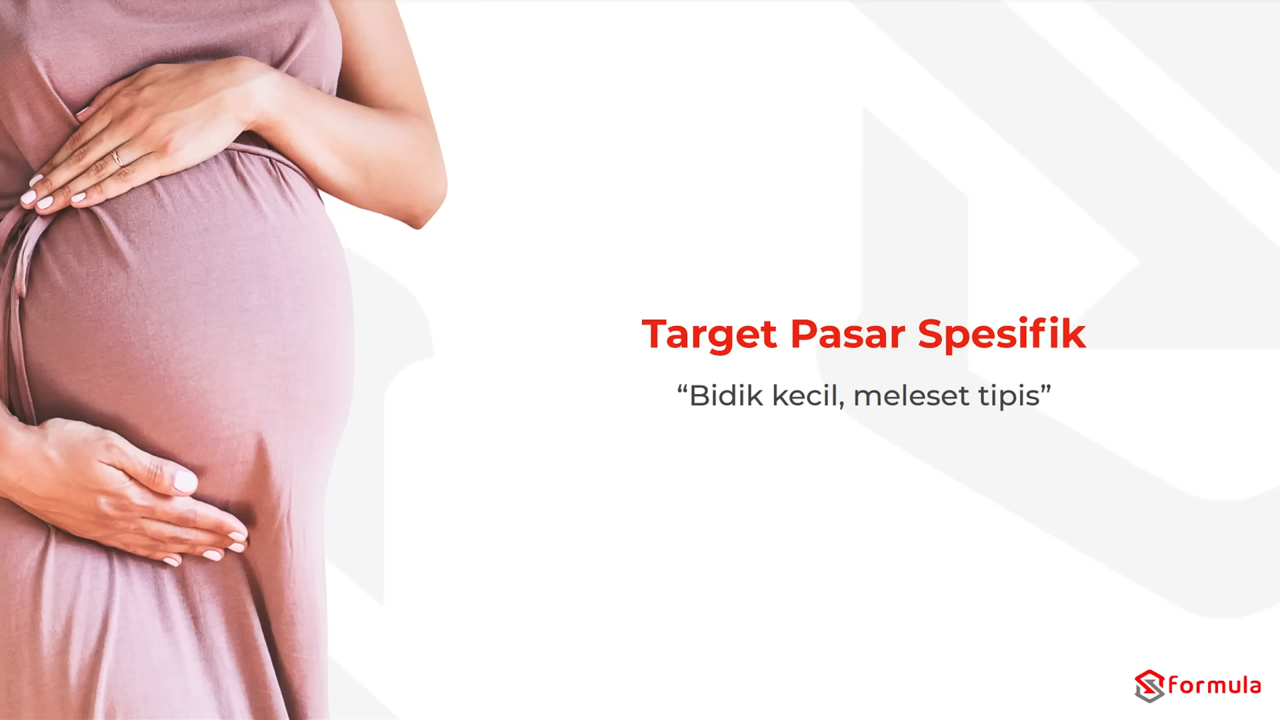 Target Pasar Spesifik
“Bidik kecil, meleset tipis”
formula